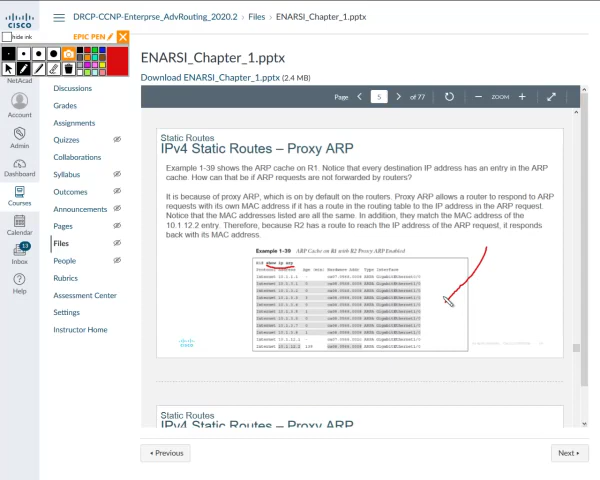 DRCP-CCNP-Enterprse_AdvRouting_2020.2 › Files › ENARSI_Chapter_1.pptx
CISCO
hide ink
EPIC PEN
NetAcad
Account
Admin
Dashboard
Courses
Calendar
13
Inbox
Help
Discussions
Grades
Assignments
Quizzes
Collaborations
Syllabus
Outcomes
Announcements
Pages
Files
People
Rubrics
Assessment Center
Settings
Instructor Home
ENARSI_Chapter_1.pptx
Download ENARSI_Chapter_1.pptx (2.4 MB)
Page < 5 > of 77 ZOOM
Static Routes
IPv4 Static Routes – Proxy ARP
Example 1-39 shows the ARP cache on R1. Notice that every destination IP address has an entry in the ARP
cache. How can that be if ARP requests are not forwarded by routers?
It is because of proxy ARP, which is on by default on the routers. Proxy ARP allows a router to respond to ARP
requests with its own MAC address if it has a route in the routing table to the IP address in the ARP request.
Notice that the MAC addresses listed are all the same. In addition, they match the MAC address of the
10.1.12.2 entry. Therefore, because R2 has a route to reach the IP address of the ARP request, it responds
back with its MAC address.
Example 1-39 ARP Cache on R1 with R2 Proxy ARP Enabled
R1# show ip arp
Static Routes
IPv4 Static Routes – Proxy ARP
Previous
Next